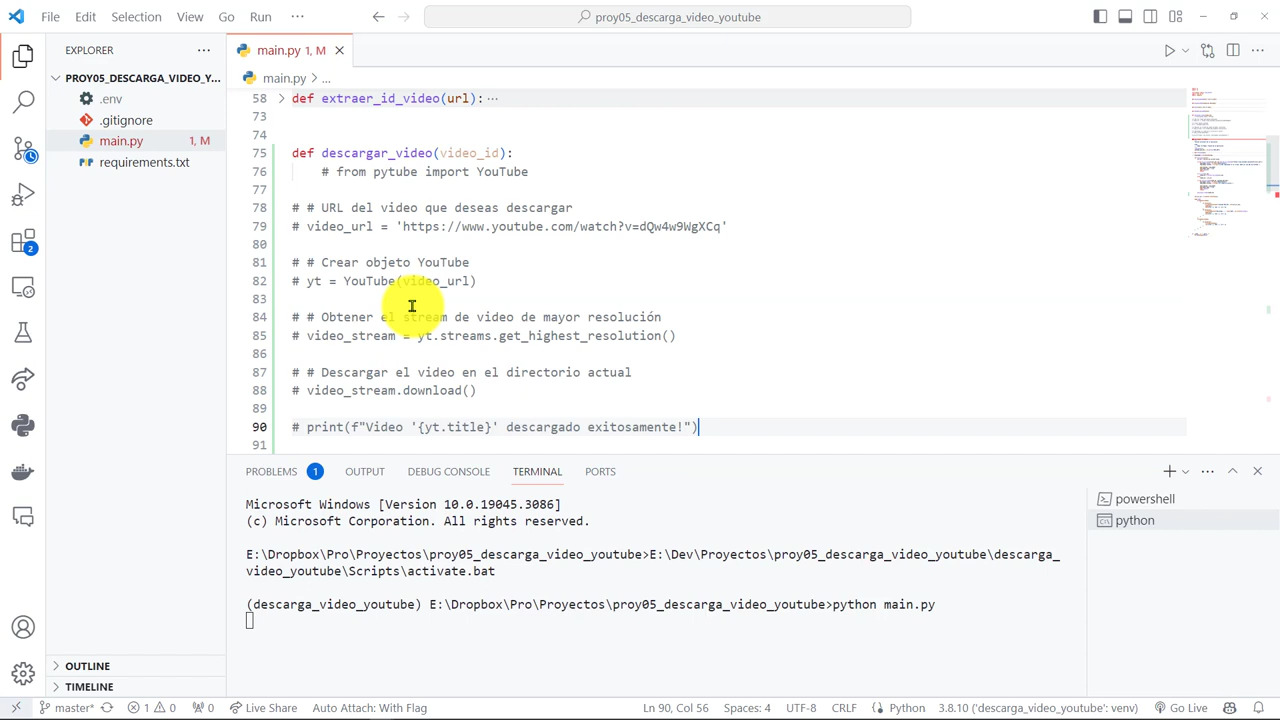 File Edit Selection View Go Run ··· proy05_descarga_video_youtube
EXPLORER ···
PROY05_DESCARGA_VIDEO_Y...
.env
.gitignore
main.py 1, M
requirements.txt
OUTLINE
TIMELINE
main.py 1, M
main.py > ...
58 def extraer_id_video(url): ···
73
74
75 def descargar_video(video_
76 # from pytube import
77
78 # # URL del video que descargar
79 # video_url = 'https://
80
81 # # Crear objeto YouTube
82 # yt = YouTube(video_url)
83
84 # # Obtener el stream de video de mayor resolución
85 # video_stream = yt.streams.get_highest_resolution()
86
87 # # Descargar el video en el directorio actual
88 # video_stream.download()
89
90 # print(f"Video '{yt.title}' descargado exitosamente!")
91
PROBLEMS 1 OUTPUT DEBUG CONSOLE TERMINAL PORTS
Microsoft Windows [Version 10.0.19045.3086]
(c) Microsoft Corporation. All rights reserved.
E:\Dropbox\Pro\Proyectos\proy05_descarga_video_youtube>E:\Dev\Proyectos\proy05_descarga_video_youtube\descarga_
video_youtube\Scripts\activate.bat
(descarga_video_youtube) E:\Dropbox\Pro\Proyectos\proy05_descarga_video_youtube>python main.py
powershell
python
2
master* 1 0 0 Live Share Auto Attach: With Flag Ln 90, Col 56 Spaces: 4 UTF-8 CRLF Python 3.8.10 ('descarga_video_youtube': venv) Go Live